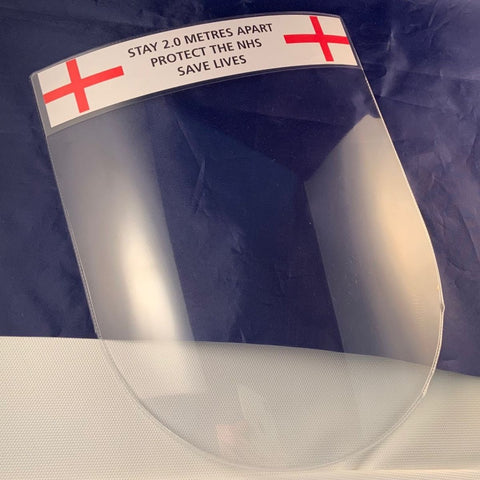 STAY 2.0 METRES APART
PROTECT THE NHS
SAVE LIVES